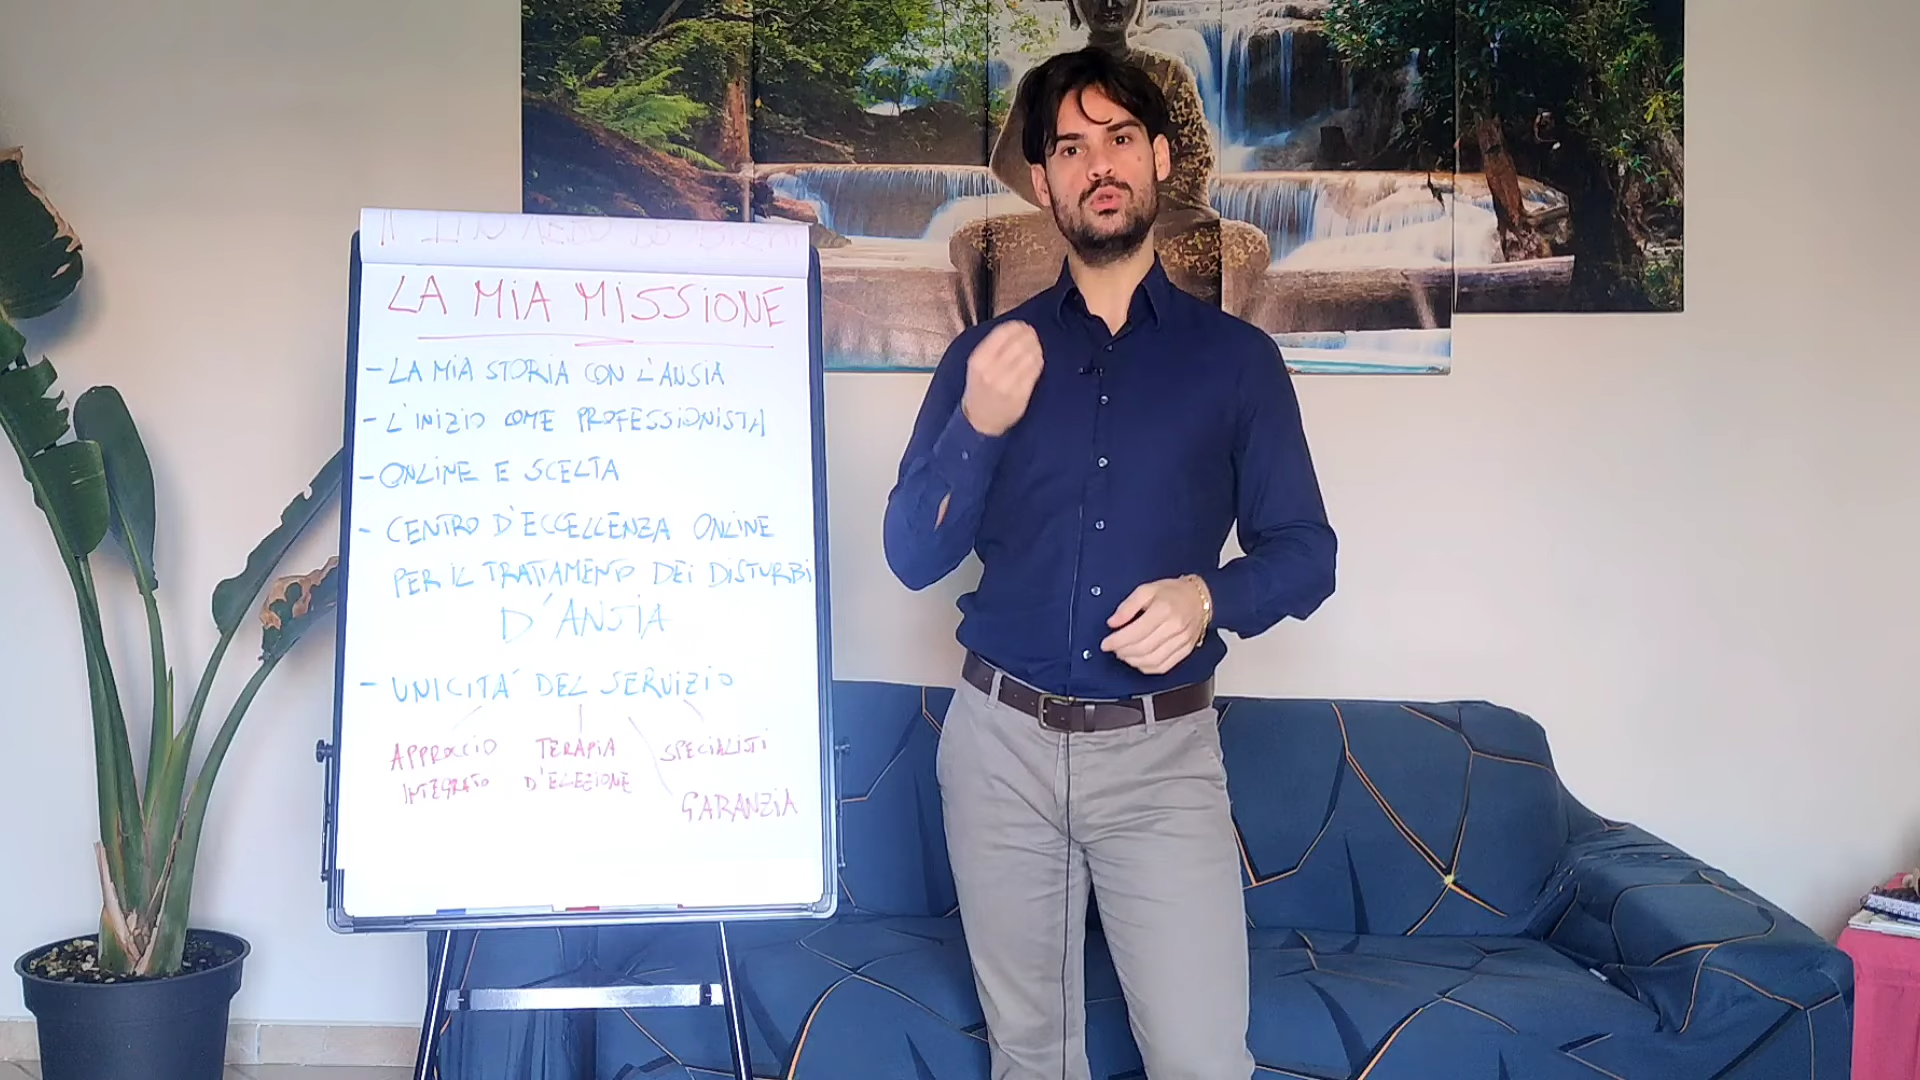 LA MIA MISSIONE
- LA MIA STORIA CON L'ANSIA
- L'INIZIO COME PROFESSIONISTA
- ONLINE E SCELTA
- CENTRO D'ECCELLENZA ONLINE
PER IL TRATTAMENTO DEI DISTURBI
D'ANSIA
- UNICITA' DEL SERVIZIO
APPROCCIO TERAPIA SPECIALISTI
INTEGRATO D'ELEZIONE
GARANZIA